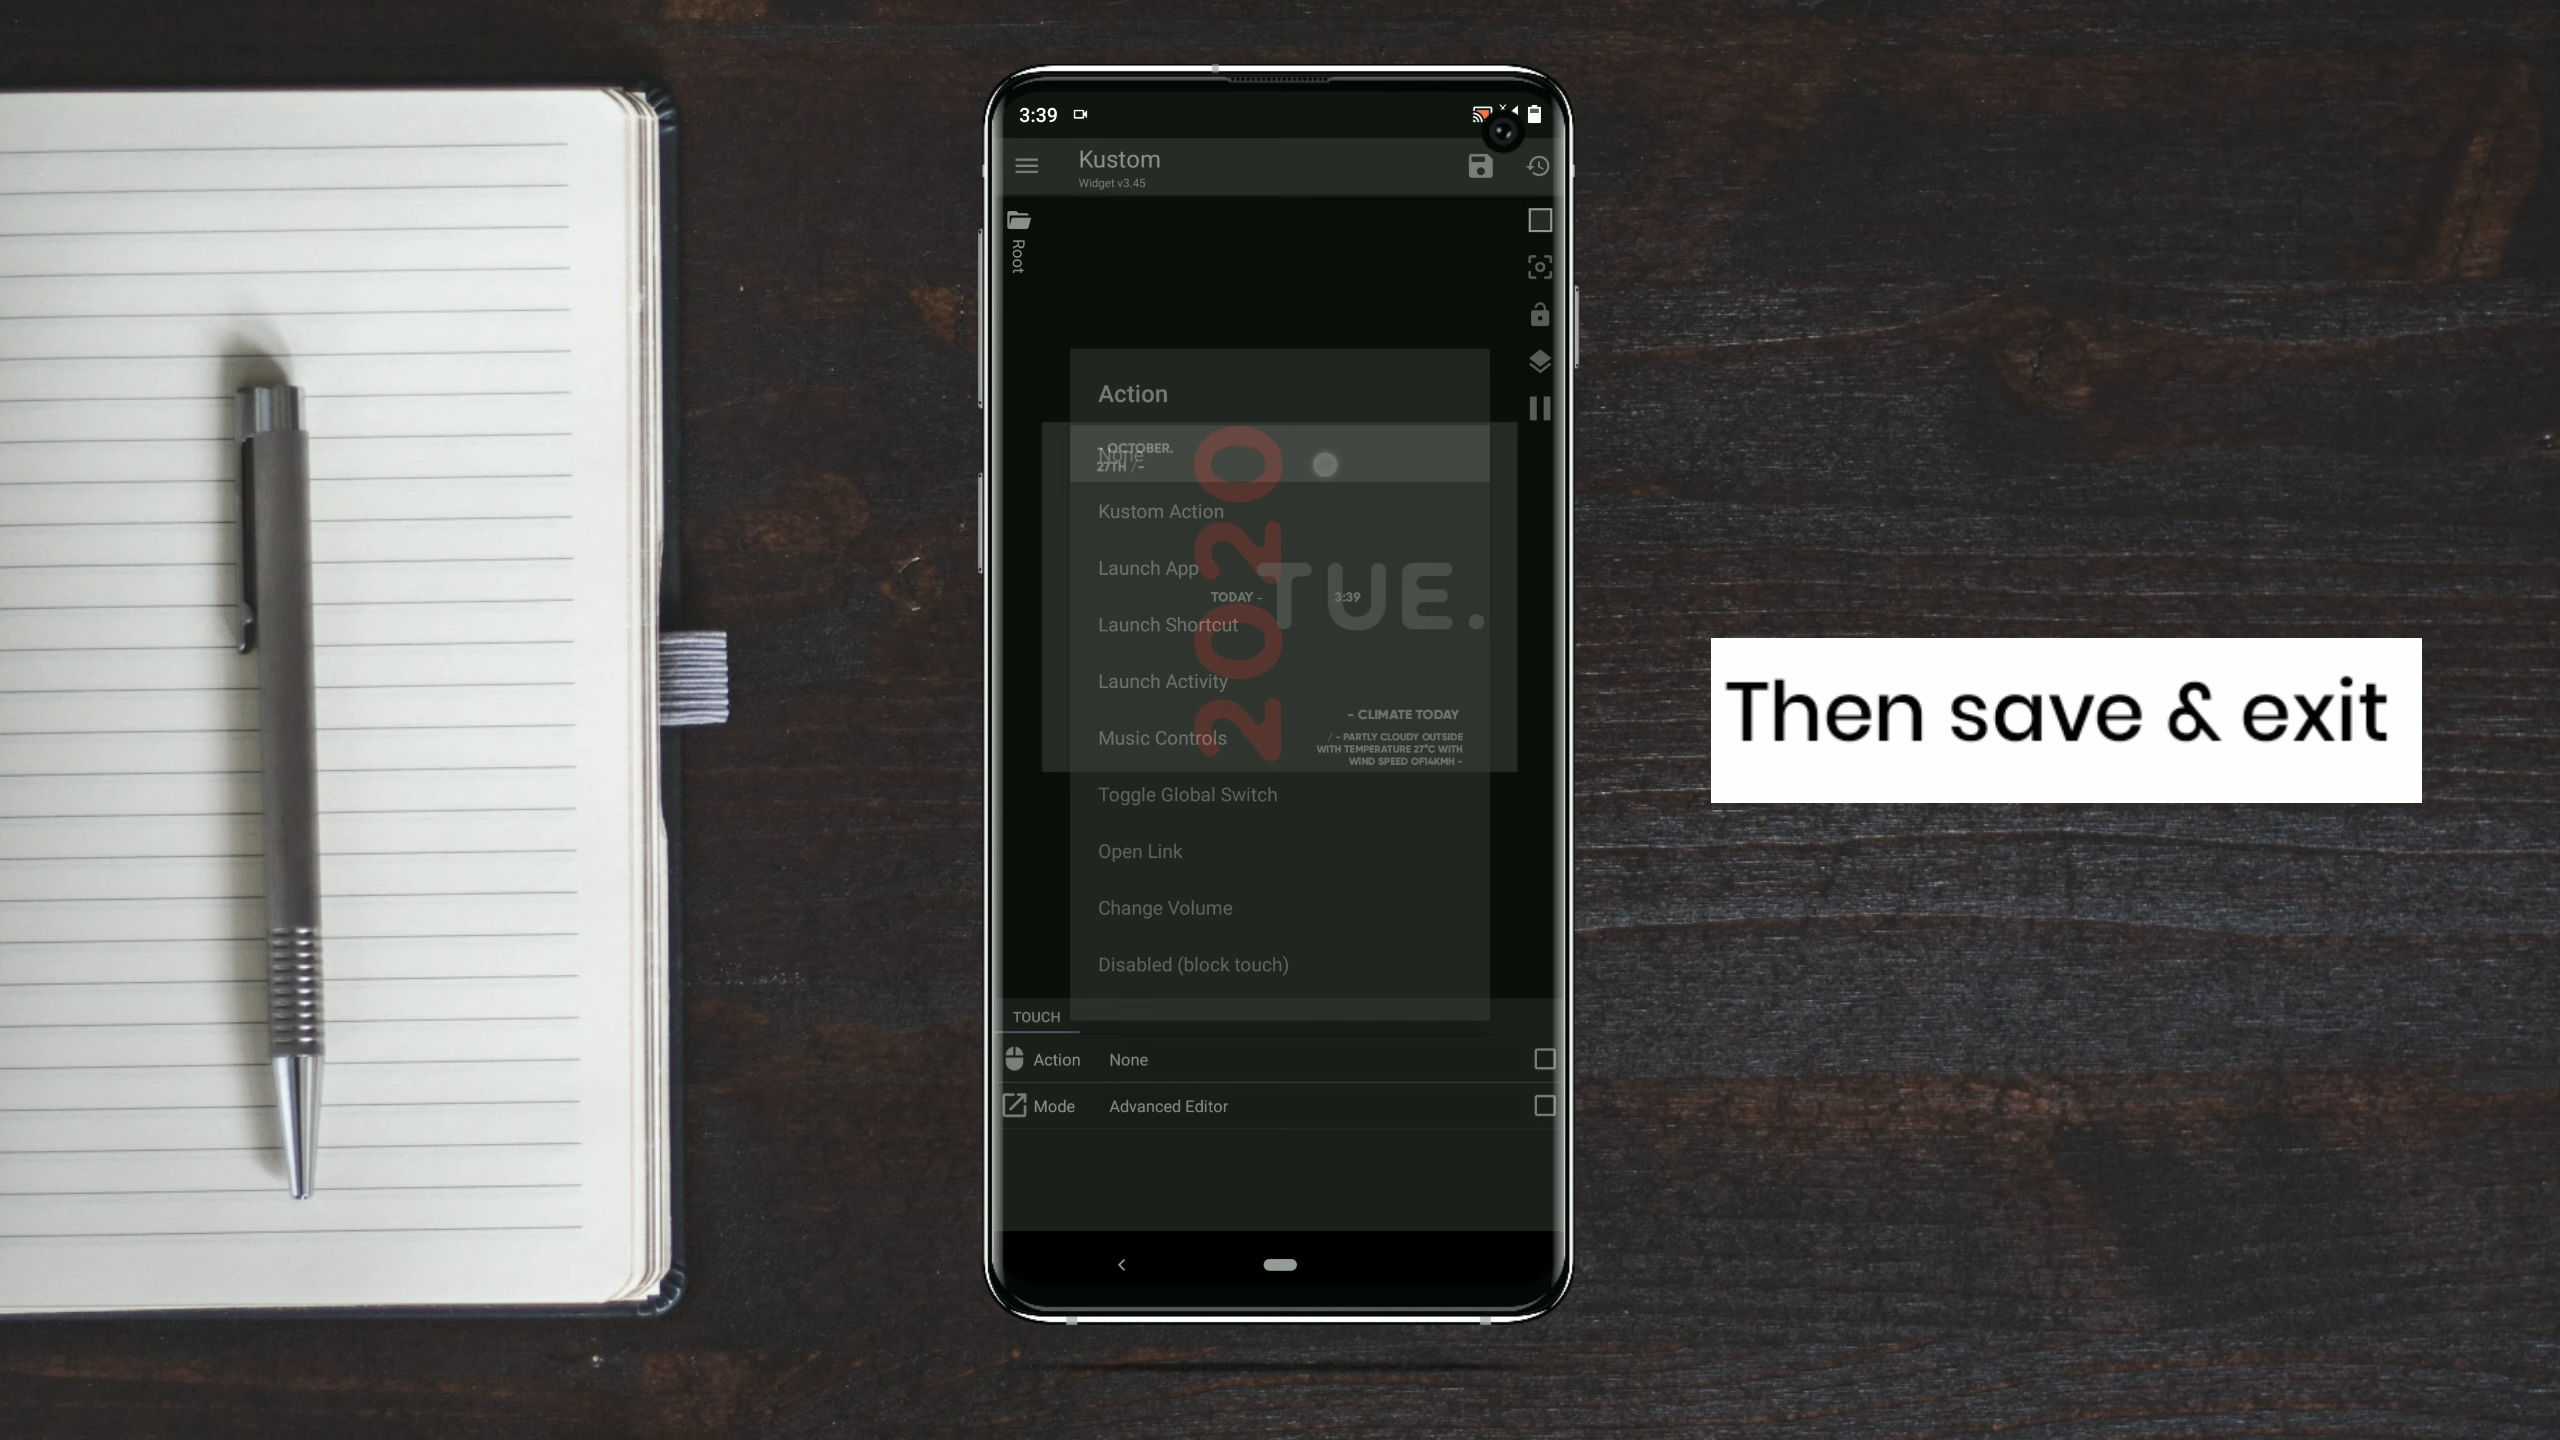 3:39
Kustom
Widget v3.45
Root
Action
- OCTOBER.
None
27TH /-
Kustom Action
2020
Launch App
TUE.
TODAY -
3:39
Launch Shortcut
Launch Activity
- CLIMATE TODAY
Music Controls
/ - PARTLY CLOUDY OUTSIDE
WITH TEMPERATURE 27°C WITH
WIND SPEED OF14KMH -
Toggle Global Switch
Open Link
Change Volume
Disabled (block touch)
TOUCH
Action None
Mode Advanced Editor
Then save & exit